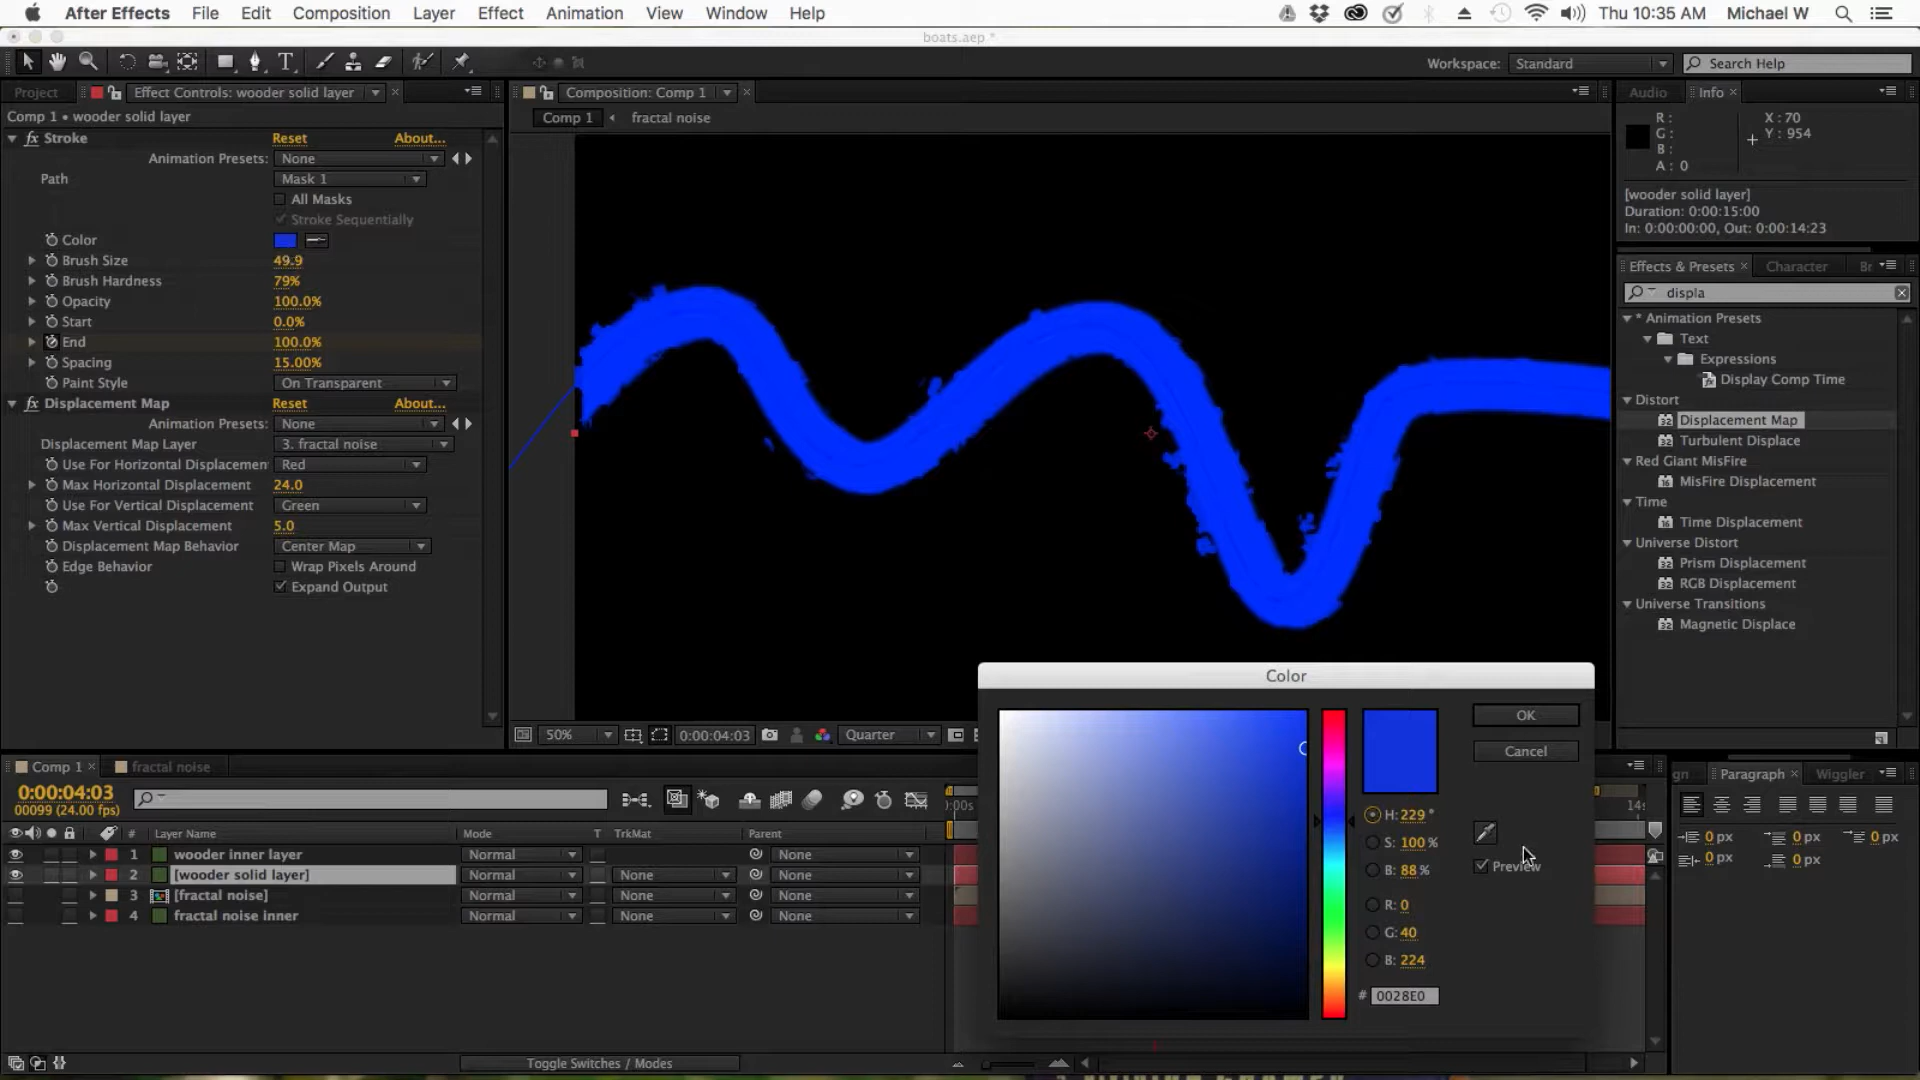 After Effects File Edit Composition Layer Effect Animation View Window Help Thu 10:35 AM Michael W
boats.aep *
Workspace: Standard Search Help
Project Effect Controls: wooder solid layer Composition: Comp 1 Audio Info
Comp 1 • wooder solid layer
Comp 1 fractal noise
R : X : 70
G : Y : 954
B :
A : 0
fx Stroke Reset About...
Animation Presets: None
Path Mask 1
All Masks
Stroke Sequentially
Color
Brush Size 49.9
Brush Hardness 79%
Opacity 100.0%
Start 0.0%
End 100.0%
Spacing 15.00%
Paint Style On Transparent
fx Displacement Map Reset About...
Animation Presets: None
Displacement Map Layer 3. fractal noise
Use For Horizontal Displacemen Red
Max Horizontal Displacement 24.0
Use For Vertical Displacement Green
Max Vertical Displacement 5.0
Displacement Map Behavior Center Map
Edge Behavior Wrap Pixels Around
Expand Output
[wooder solid layer]
Duration: 0:00:15:00
In: 0:00:00:00, Out: 0:00:14:23
Effects & Presets Character Br
displa
* Animation Presets
Text
Expressions
Display Comp Time
Distort
Displacement Map
Turbulent Displace
Red Giant MisFire
MisFire Displacement
Time
Time Displacement
Universe Distort
Prism Displacement
RGB Displacement
Universe Transitions
Magnetic Displace
50% 0:00:04:03 Quarter
Color
OK
Cancel
H: 229 °
S: 100 %
B: 88 %
Preview
R: 0
G: 40
B: 224
# 0028E0
Comp 1 fractal noise
0:00:04:03
00099 (24.00 fps)
):00s 14s
# Layer Name Mode T TrkMat Parent
1 wooder inner layer Normal None
2 [wooder solid layer] Normal None None
3 [fractal noise] Normal None None
4 fractal noise inner Normal None None
Toggle Switches / Modes
gn Paragraph Wiggler
0 px 0 px 0 px
0 px 0 px